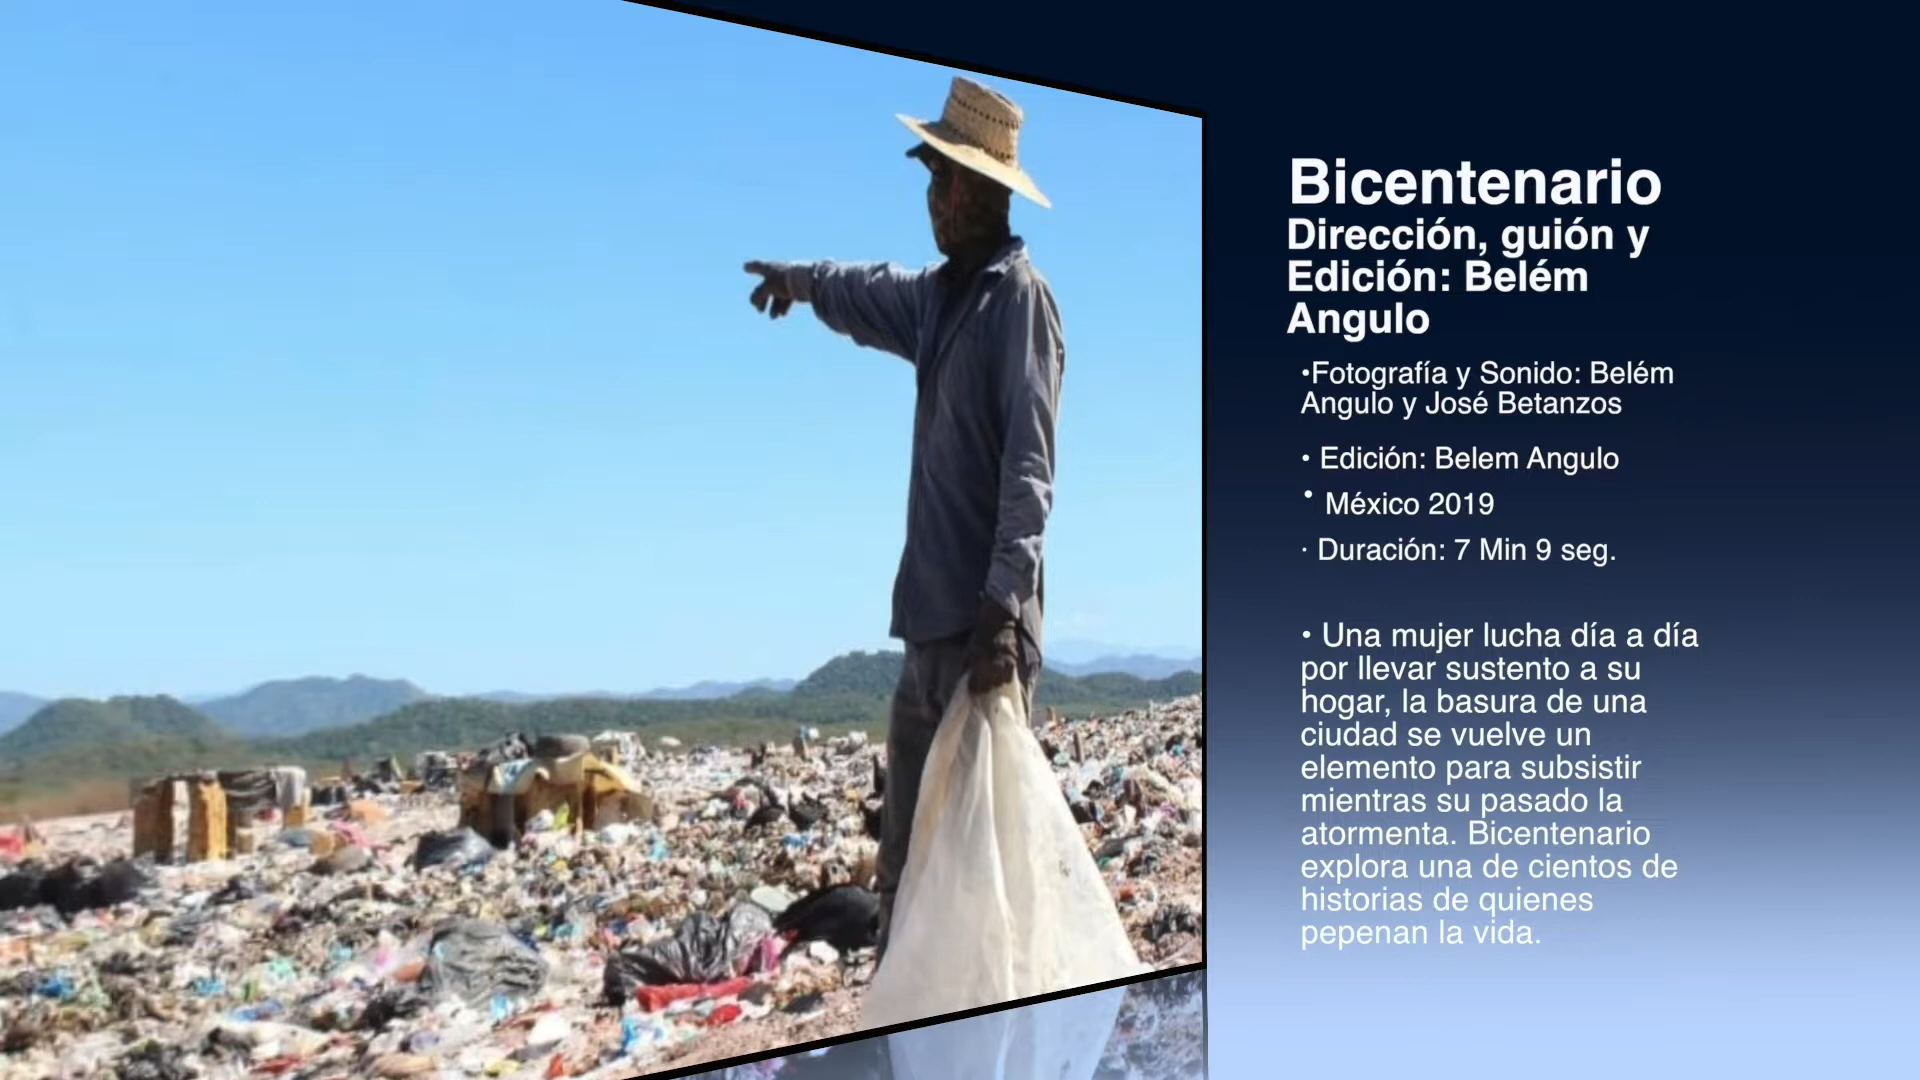 Bicentenario
Dirección, guión y
Edición: Belém
Angulo
•Fotografía y Sonido: Belém
Angulo y José Betanzos
• Edición: Belem Angulo
• México 2019
· Duración: 7 Min 9 seg.
• Una mujer lucha día a día
por llevar sustento a su
hogar, la basura de una
ciudad se vuelve un
elemento para subsistir
mientras su pasado la
atormenta. Bicentenario
explora una de cientos de
historias de quienes
pepenan la vida.